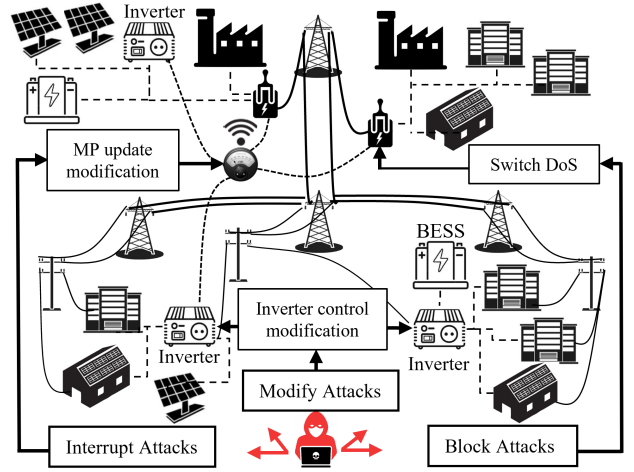 Inverter
MP update
modification
Switch DoS
BESS
Inverter control
modification
Inverter
Inverter
Modify Attacks
Interrupt Attacks
Block Attacks